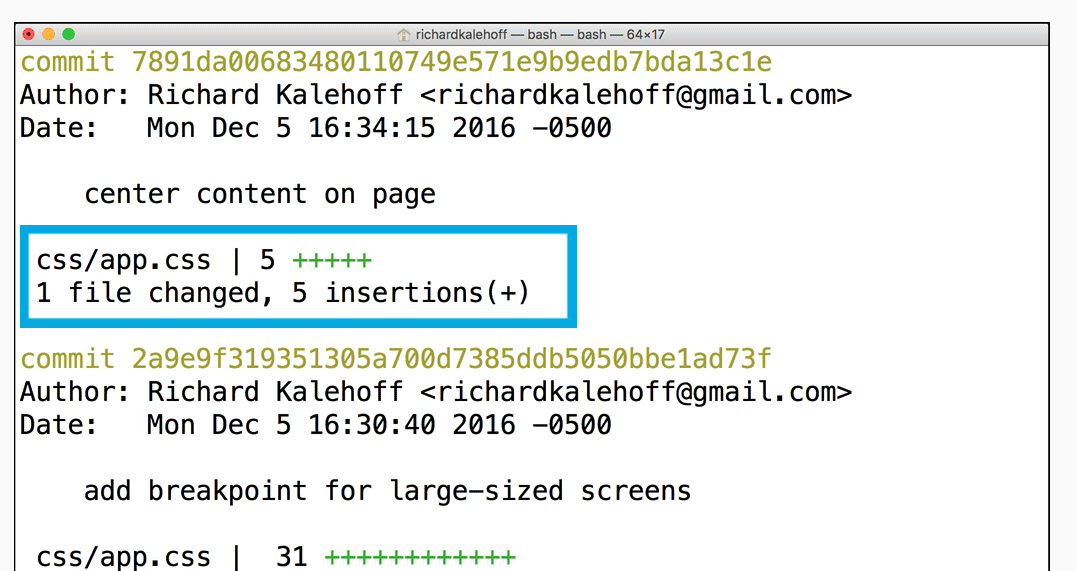 richardkalehoff — bash — bash — 64×17
commit 7891da00683480110749e571e9b9edb7bda13c1e
Author: Richard Kalehoff <richardkalehoff@gmail.com>
Date:   Mon Dec 5 16:34:15 2016 -0500
center content on page
css/app.css | 5 +++++
1 file changed, 5 insertions(+)
commit 2a9e9f319351305a700d7385ddb5050bbe1ad73f
Author: Richard Kalehoff <richardkalehoff@gmail.com>
Date:   Mon Dec 5 16:30:40 2016 -0500
add breakpoint for large-sized screens
css/app.css |  31 ++++++++++++